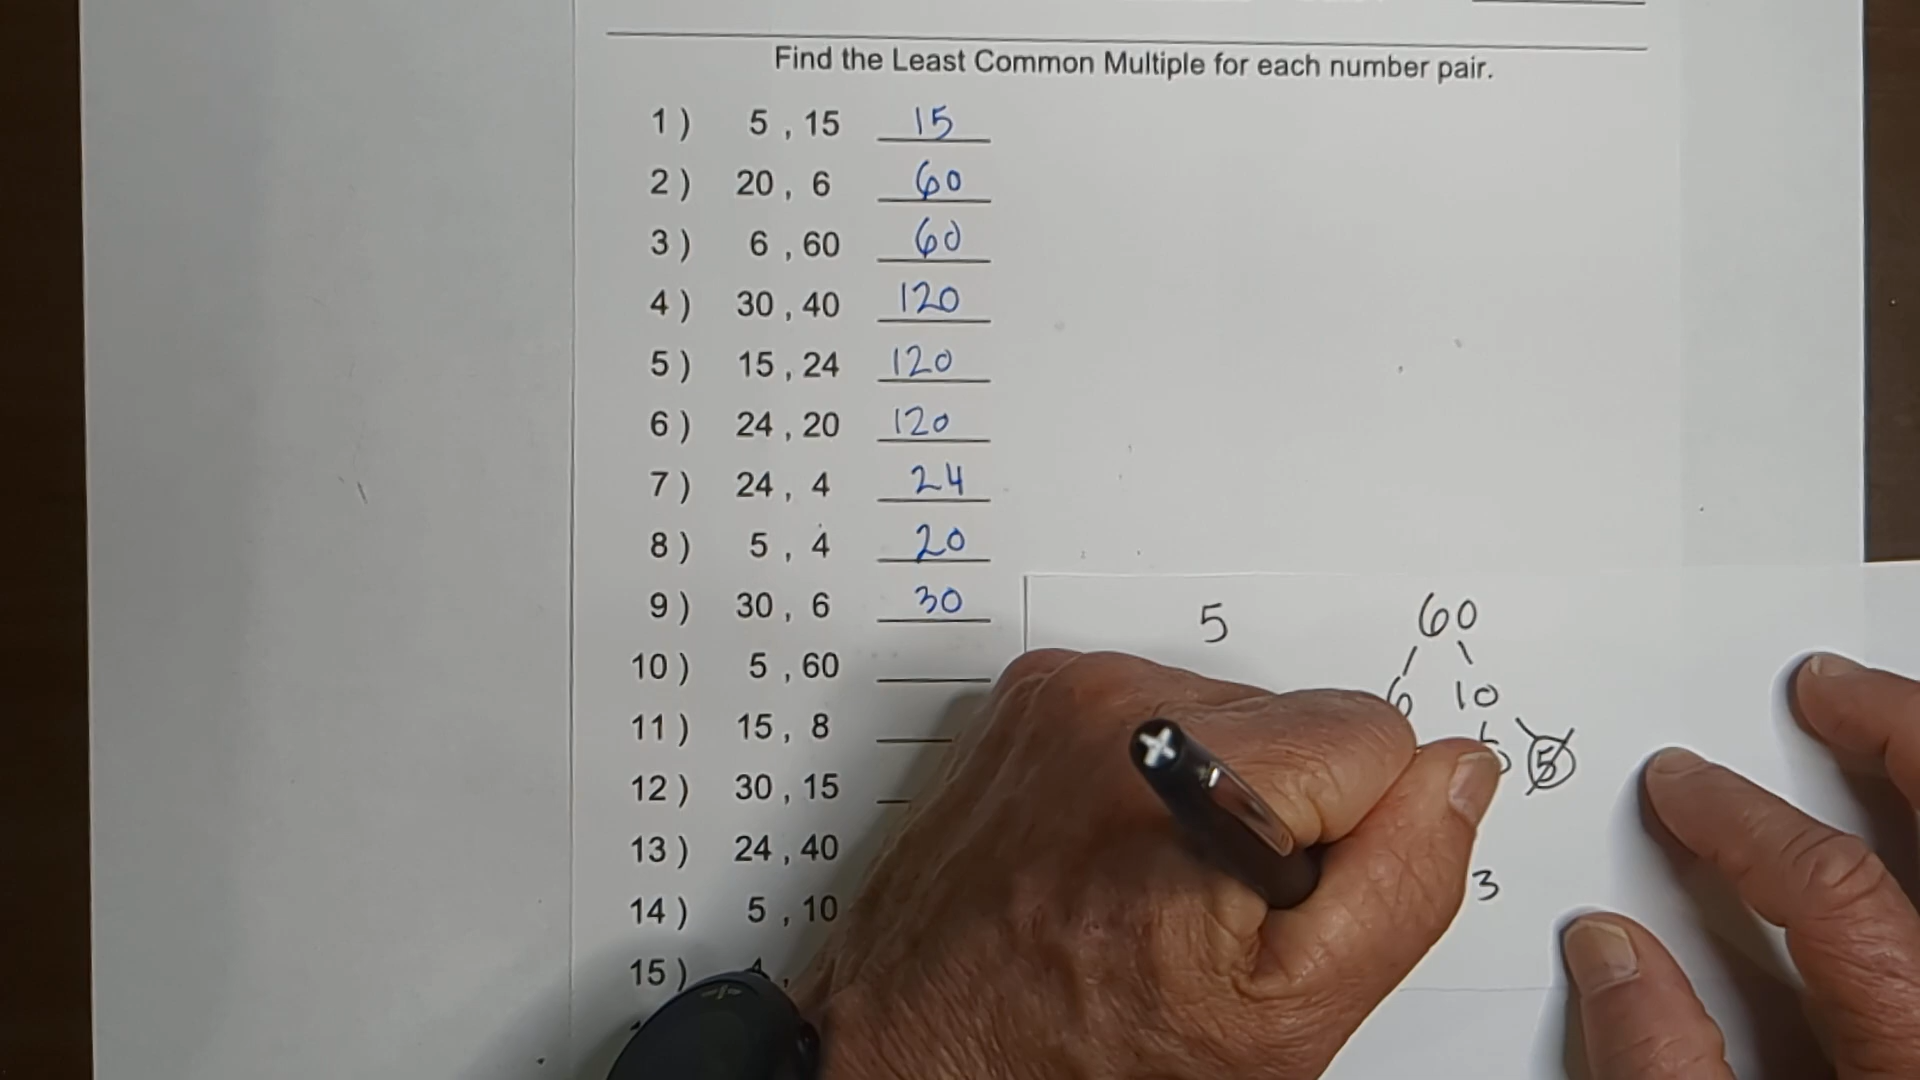 Find the Least Common Multiple for each number pair.
1 ) 5 , 15 15
2 ) 20 , 6 60
3 ) 6 , 60 60
4 ) 30 , 40 120
5 ) 15 , 24 120
6 ) 24 , 20 120
7 ) 24 , 4 24
8 ) 5 , 4 20
9 ) 30 , 6 30
10 ) 5 , 60
11 ) 15 , 8
12 ) 30 , 15
13 ) 24 , 40
14 ) 5 , 10
15 )
5 60
6 10
5
3